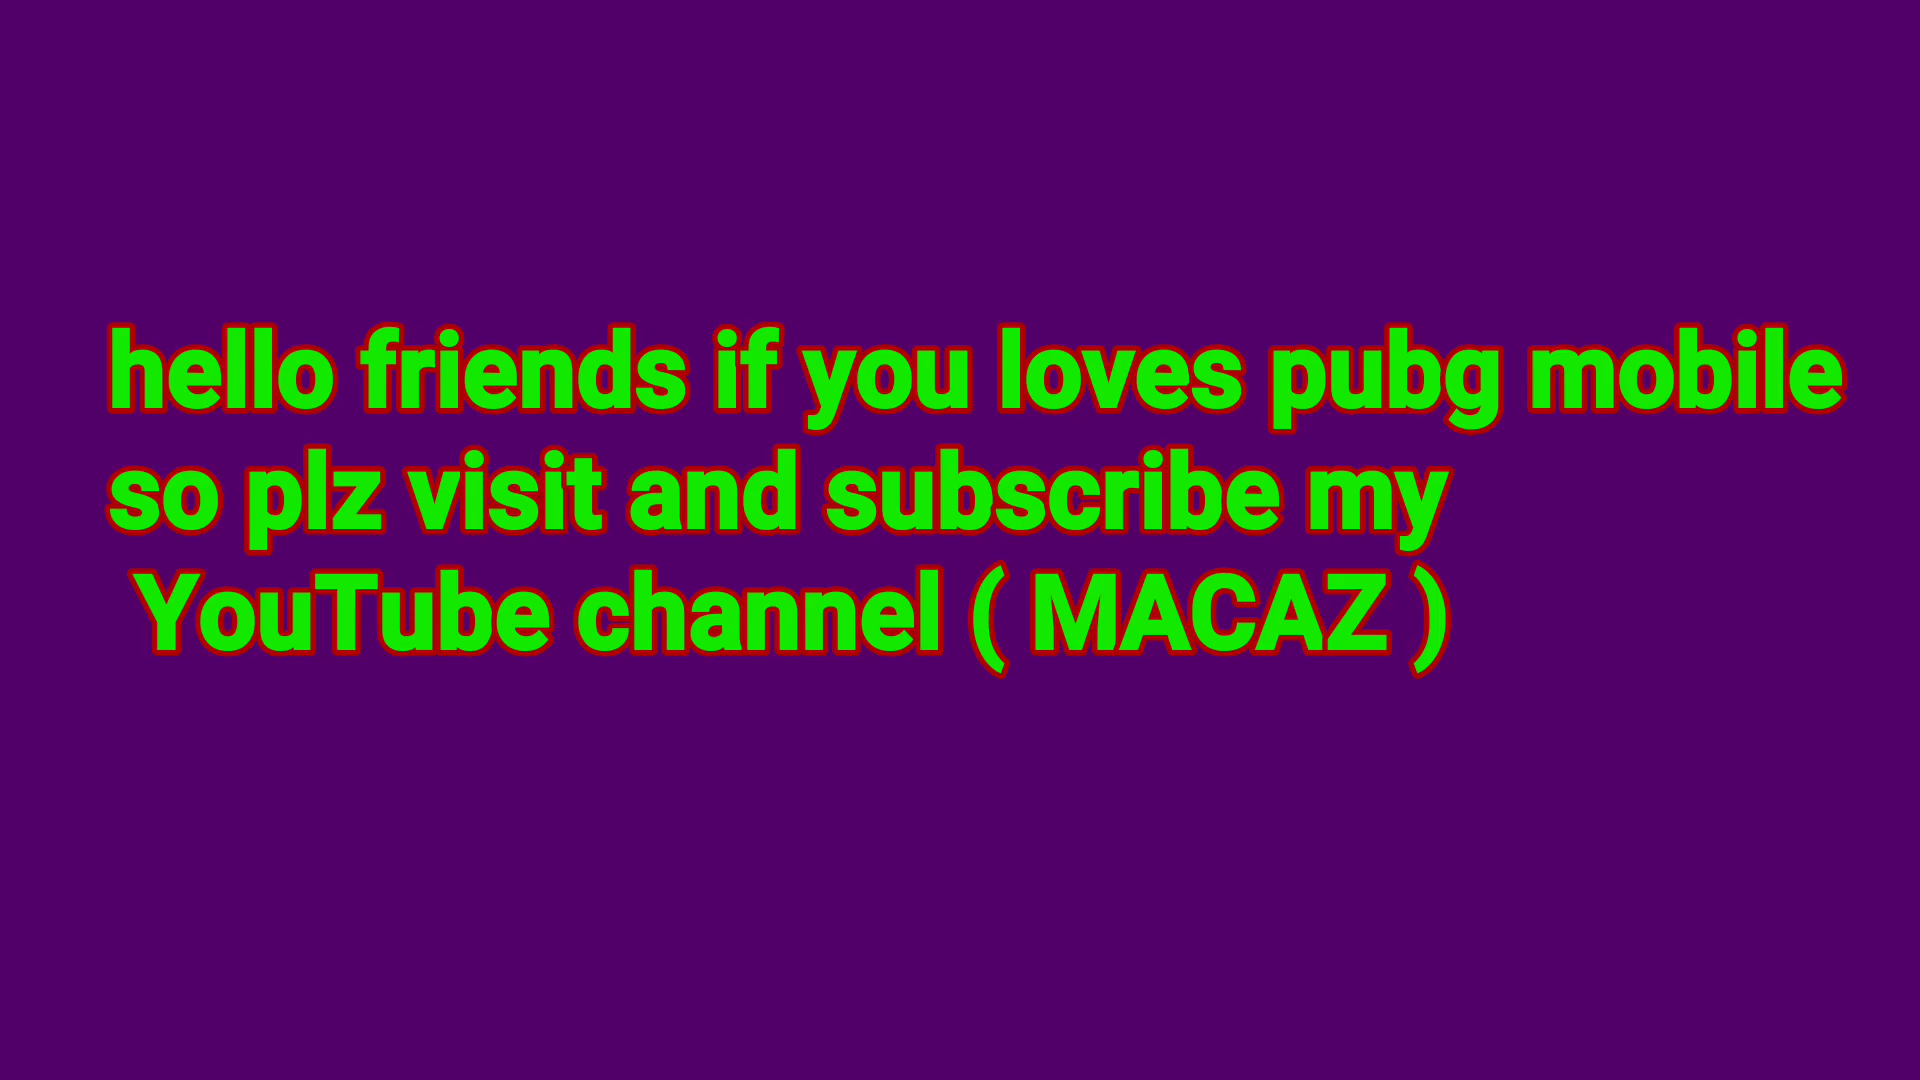 hello friends if you loves pubg mobile
so plz visit and subscribe my
YouTube channel ( MACAZ )